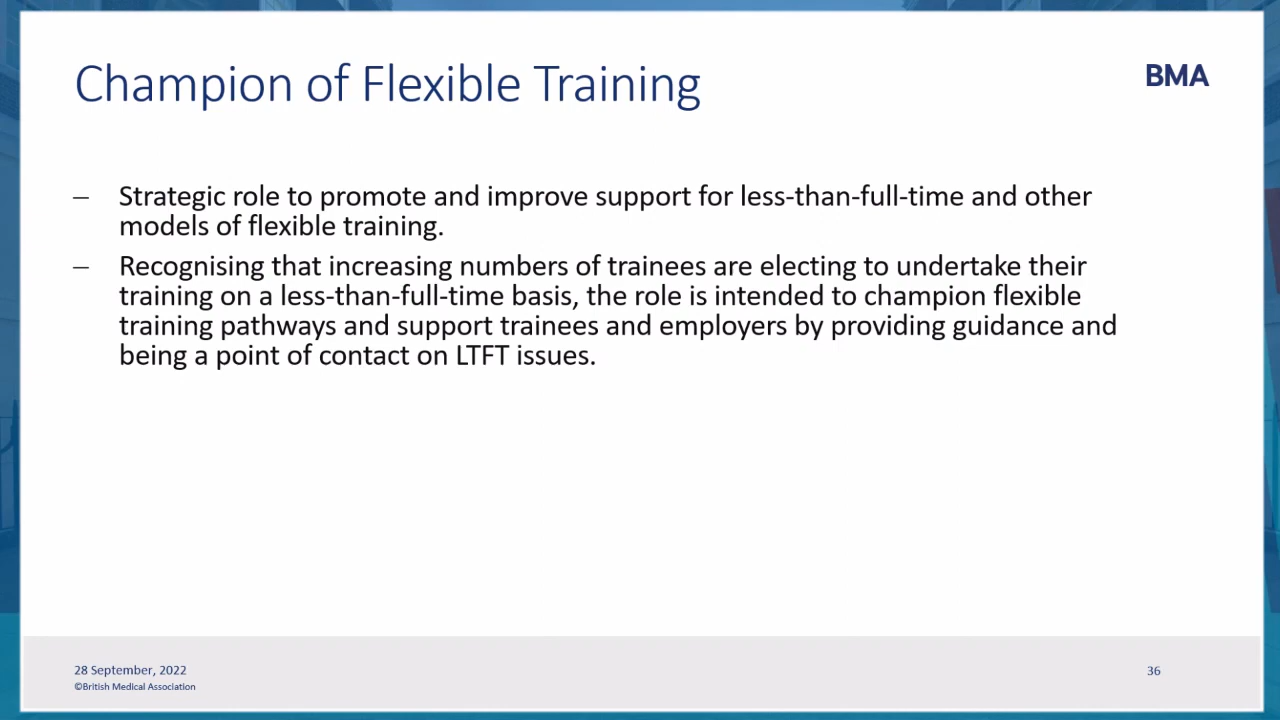 Champion of Flexible Training
BMA
– Strategic role to promote and improve support for less-than-full-time and other
models of flexible training.
– Recognising that increasing numbers of trainees are electing to undertake their
training on a less-than-full-time basis, the role is intended to champion flexible
training pathways and support trainees and employers by providing guidance and
being a point of contact on LTFT issues.
28 September, 2022
36
©British Medical Association